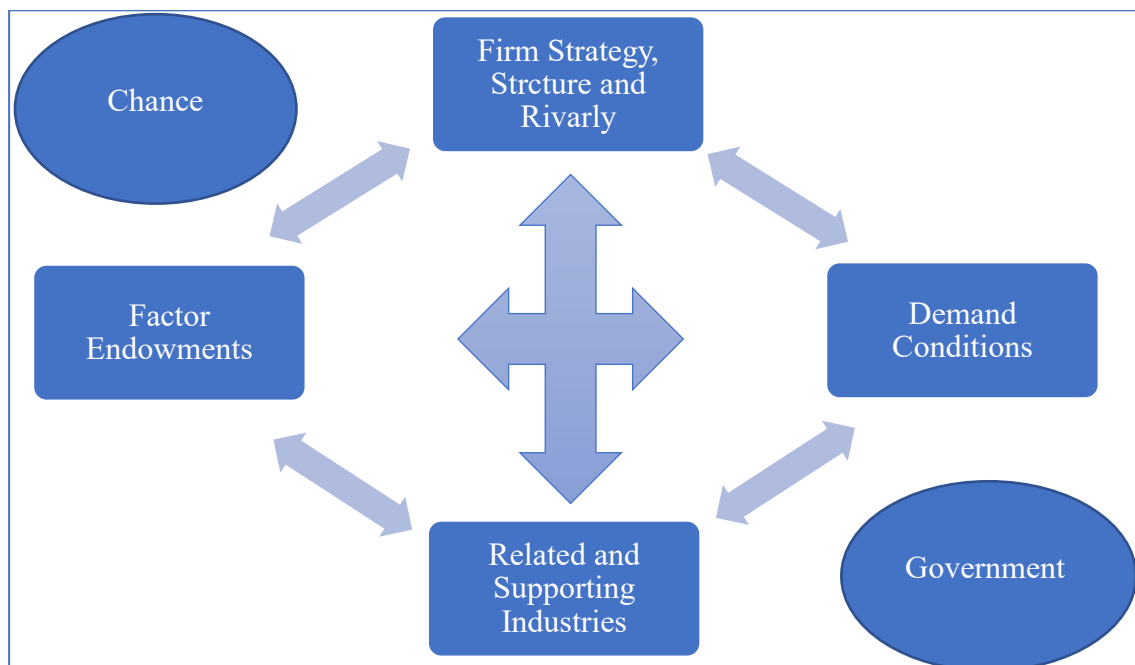 Chance
Firm Strategy,
Strcture and
Rivarly
Factor
Endowments
Demand
Conditions
Related and
Supporting
Industries
Government